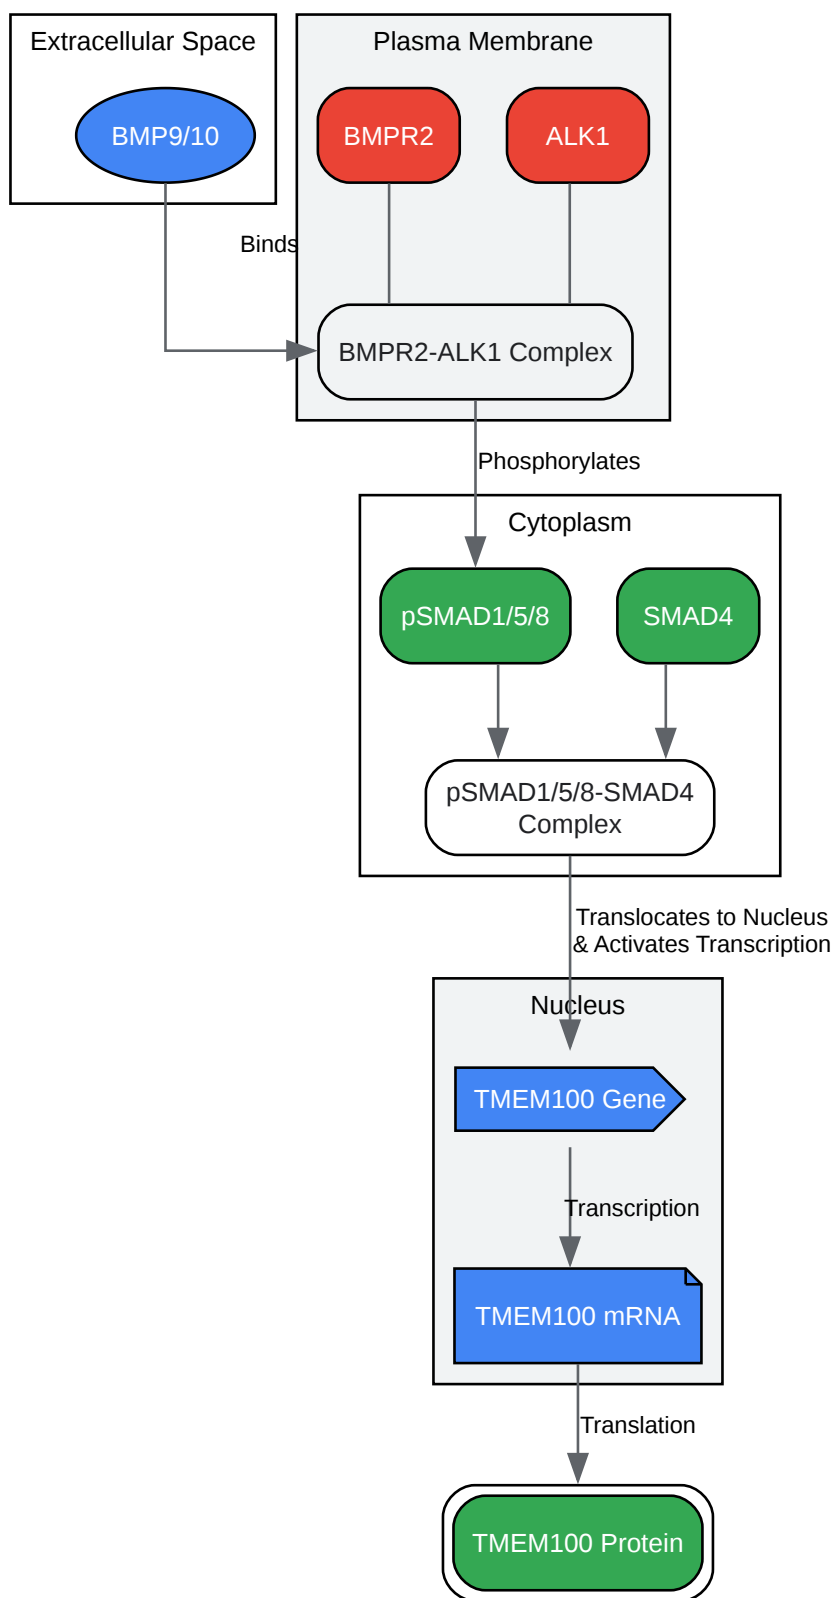 Extracellular Space
Plasma Membrane
BMP9/10
BMPR2
ALK1
Binds
BMPR2-ALK1 Complex
Phosphorylates
Cytoplasm
pSMAD1/5/8
SMAD4
pSMAD1/5/8-SMAD4
Complex
Translocates to Nucleus
& Activates Transcription
Nucleus
TMEM100 Gene
Transcription
TMEM100 mRNA
Translation
TMEM100 Protein